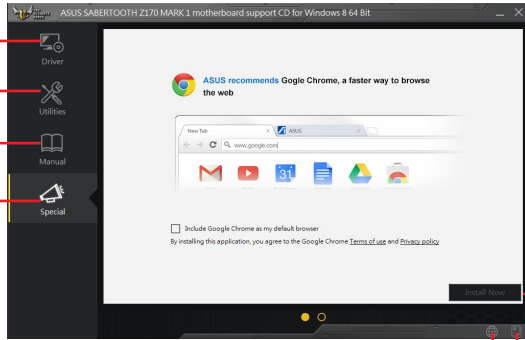 ASUS SABERTOOTH Z170 MARK 1 motherboard support CD for Windows 8 64 Bit
Driver
Utilities
Manual
Special
ASUS recommends Gogle Chrome, a faster way to browse
the web
New Tab
ASUS
www.google.com
31
Include Google Chrome as my default browser
By installing this application, you agree to the Google Chrome Terms of use and Privacy policy
Install Now